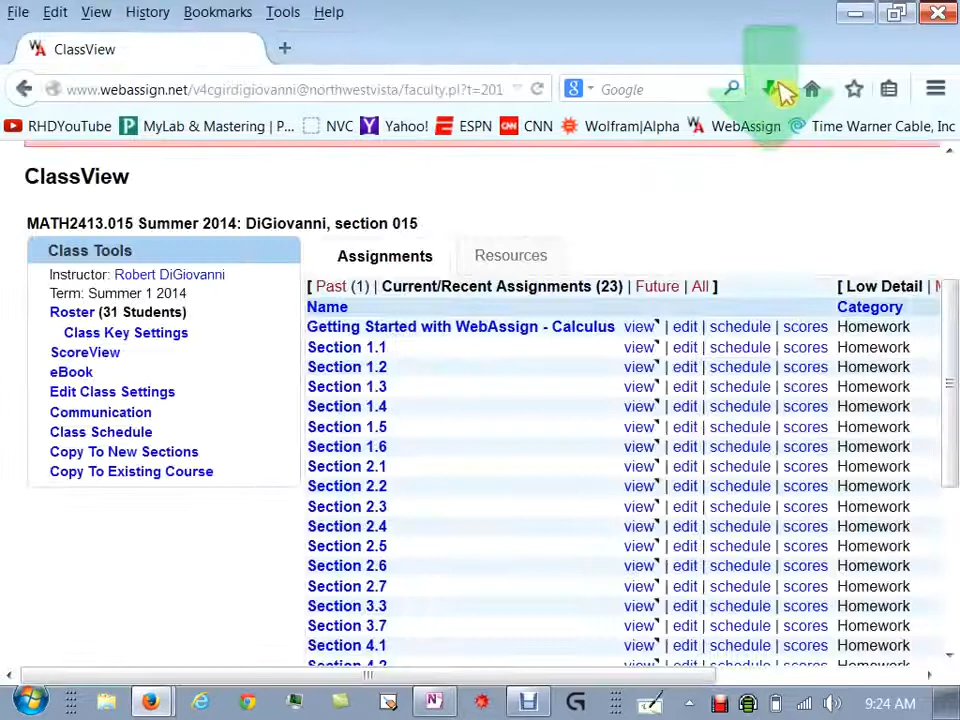 File Edit View History Bookmarks Tools Help
ClassView
www.webassign.net/v4cgirdigiovanni@northwestvista/faculty.pl?t=201 Google
RHDYouTube MyLab & Mastering | P... NVC Yahoo! ESPN CNN Wolfram|Alpha WebAssign Time Warner Cable, Inc
ClassView
MATH2413.015 Summer 2014: DiGiovanni, section 015
Class Tools
Instructor: Robert DiGiovanni
Term: Summer 1 2014
Roster (31 Students)
Class Key Settings
ScoreView
eBook
Edit Class Settings
Communication
Class Schedule
Copy To New Sections
Copy To Existing Course
Assignments Resources
[ Past (1) | Current/Recent Assignments (23) | Future | All ] [ Low Detail |
Name Category
Getting Started with WebAssign - Calculus view | edit | schedule | scores Homework
Section 1.1 view | edit | schedule | scores Homework
Section 1.2 view | edit | schedule | scores Homework
Section 1.3 view | edit | schedule | scores Homework
Section 1.4 view | edit | schedule | scores Homework
Section 1.5 view | edit | schedule | scores Homework
Section 1.6 view | edit | schedule | scores Homework
Section 2.1 view | edit | schedule | scores Homework
Section 2.2 view | edit | schedule | scores Homework
Section 2.3 view | edit | schedule | scores Homework
Section 2.4 view | edit | schedule | scores Homework
Section 2.5 view | edit | schedule | scores Homework
Section 2.6 view | edit | schedule | scores Homework
Section 2.7 view | edit | schedule | scores Homework
Section 3.3 view | edit | schedule | scores Homework
Section 3.7 view | edit | schedule | scores Homework
Section 4.1 view | edit | schedule | scores Homework
9:24 AM